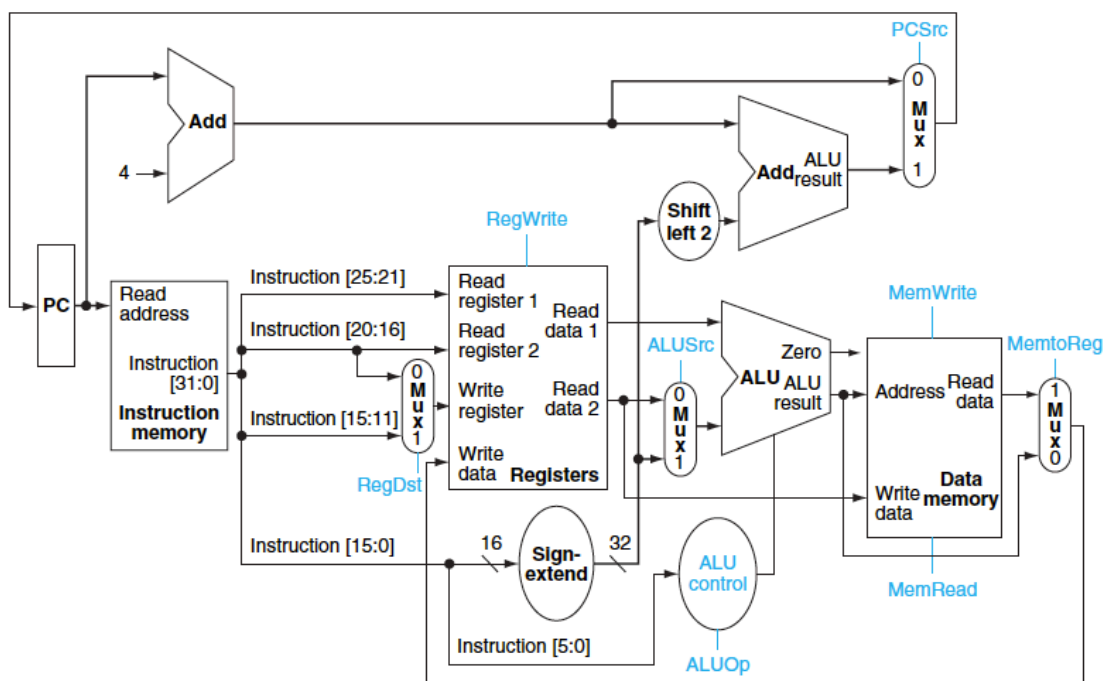 PCSrc
0
M
u
x
1
Add
4
Add
ALU
result
Shift
left 2
RegWrite
PC
Read
address
Instruction
[31:0]
Instruction
memory
Instruction [25:21]
Instruction [20:16]
Instruction [15:11]
0
M
u
x
1
RegDst
Read
register 1
Read
register 2
Write
register
Write
data
Read
data 1
Read
data 2
Registers
ALUSrc
0
M
u
x
1
Zero
ALU
ALU
result
MemWrite
Address
Read
data
Write
data
Data
memory
MemRead
MemtoReg
1
M
u
x
0
Instruction [15:0]
16
Sign-
extend
32
ALU
control
Instruction [5:0]
ALUOp